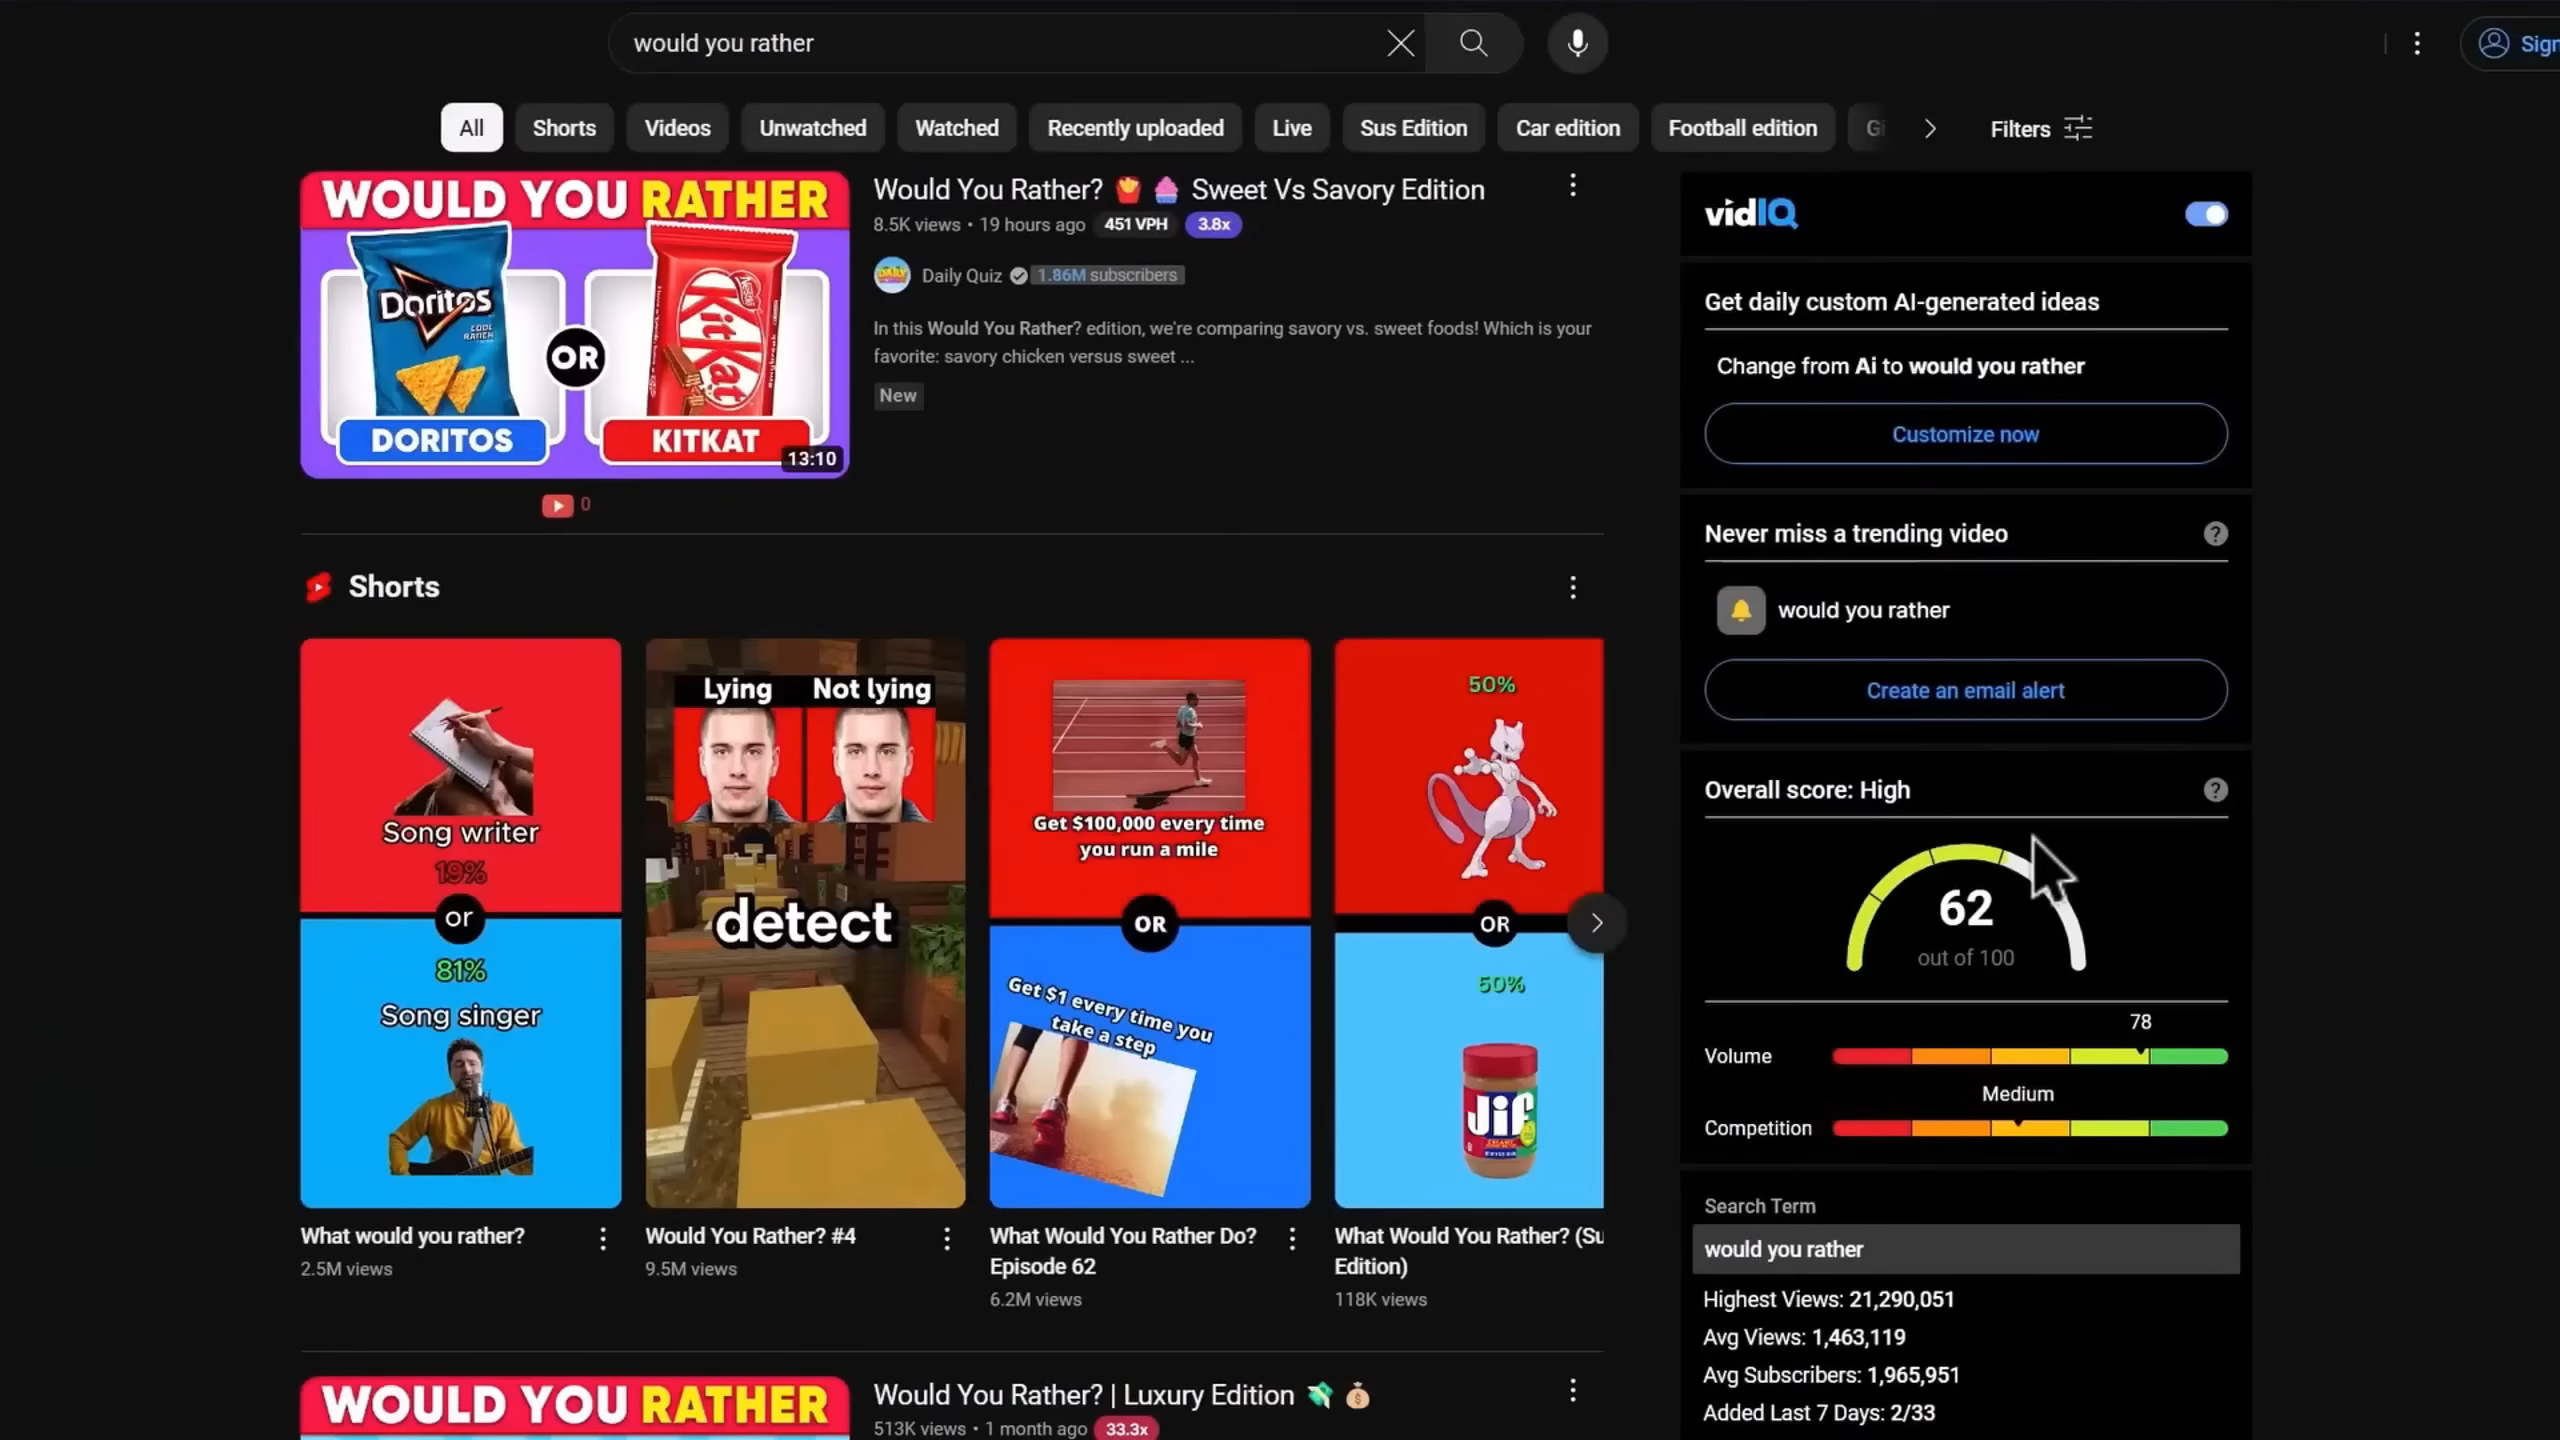 would you rather
Sign
All
Shorts
Videos
Unwatched
Watched
Recently uploaded
Live
Sus Edition
Car edition
Football edition
Gi
Filters
WOULD YOU RATHER
Doritos
COOL
RANCH
OR
KitKat
DORITOS
KITKAT
13:10
0
Would You Rather? 🍟 🧁 Sweet Vs Savory Edition
8.5K views • 19 hours ago 451 VPH 3.8x
Daily Quiz 1.86M subscribers
In this Would You Rather? edition, we're comparing savory vs. sweet foods! Which is your
favorite: savory chicken versus sweet ...
New
Shorts
Song writer
19%
or
81%
Song singer
What would you rather?
2.5M views
Lying Not lying
detect
Would You Rather? #4
9.5M views
Get $100,000 every time
you run a mile
OR
Get $1 every time you
take a step
What Would You Rather Do?
Episode 62
6.2M views
50%
OR
50%
Jif
What Would You Rather? (Su
Edition)
118K views
WOULD YOU RATHER
Would You Rather? | Luxury Edition 💸 💰
513K views • 1 month ago 33.3x
vidIQ
Get daily custom AI-generated ideas
Change from Ai to would you rather
Customize now
Never miss a trending video
would you rather
Create an email alert
Overall score: High
62
out of 100
78
Volume
Medium
Competition
Search Term
would you rather
Highest Views: 21,290,051
Avg Views: 1,463,119
Avg Subscribers: 1,965,951
Added Last 7 Days: 2/33